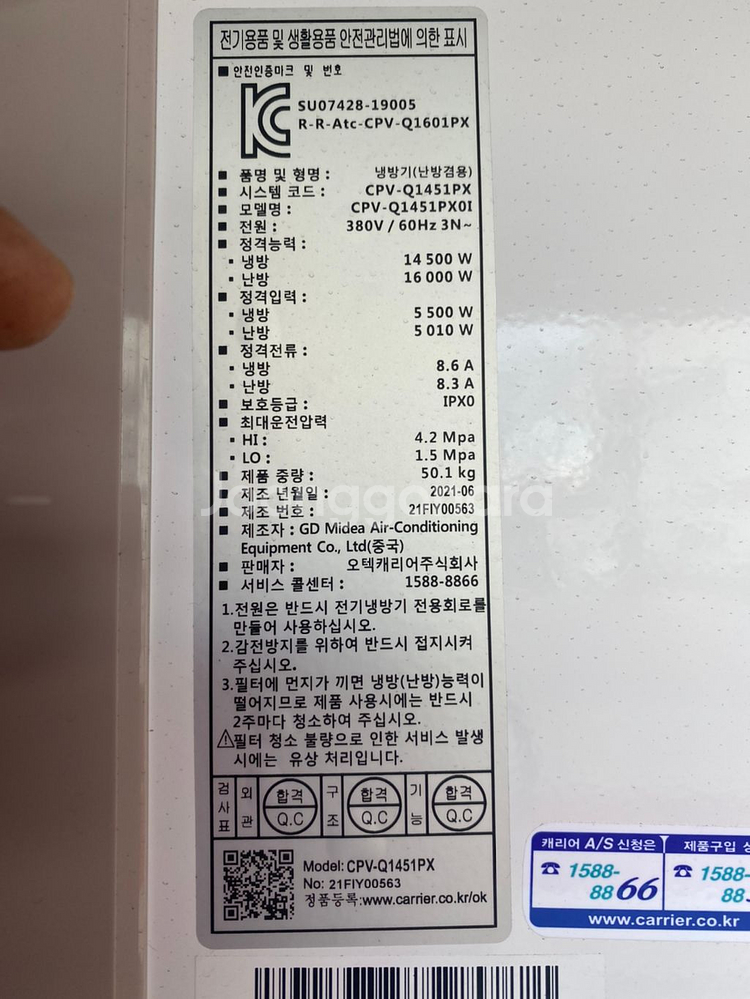 전기용품 및 생활용품 안전관리법에 의한 표시
■ 안전인증마크 및 번호
SU07428-19005
R-R-Atc-CPV-Q1601PX
■ 품명 및 형명 : 냉방기(난방겸용)
■ 시스템 코드 : CPV-Q1451PX
■ 모델명 : CPV-Q1451PX0I
■ 전원 : 380V / 60Hz 3N~
■ 정격능력 :
▪ 냉방 14 500 W
▪ 난방 16 000 W
■ 정격입력 :
▪ 냉방 5 500 W
▪ 난방 5 010 W
■ 정격전류 :
▪ 냉방 8.6 A
▪ 난방 8.3 A
■ 보호등급 : IPX0
■ 최대운전압력
▪ HI : 4.2 Mpa
▪ LO : 1.5 Mpa
■ 제품 중량 : 50.1 kg
■ 제조 년월일 : 2021-06
■ 제조 번호 : 21FIY00563
■ 제조자 : GD Midea Air-Conditioning
Equipment Co., Ltd(중국)
■ 판매자 : 오텍캐리어주식회사
■ 서비스 콜센터 : 1588-8866
1.전원은 반드시 전기냉방기 전용회로를
만들어 사용하십시오.
2.감전방지를 위하여 반드시 접지시켜
주십시오.
3.필터에 먼지가 끼면 냉방(난방)능력이
떨어지므로 제품 사용시에는 반드시
2주마다 청소하여 주십시오.
⚠필터 청소 불량으로 인한 서비스 발생
시에는 유상 처리입니다.
검사표 외관 합격 Q.C 구조 합격 Q.C 기능 합격 Q.C
Model: CPV-Q1451PX
No: 21FIY00563
정품등록:www.carrier.co.kr/ok
캐리어 A/S 신청은
☎ 1588-
8866
제품구입
☎ 1588-
88
www.carrier.co.kr